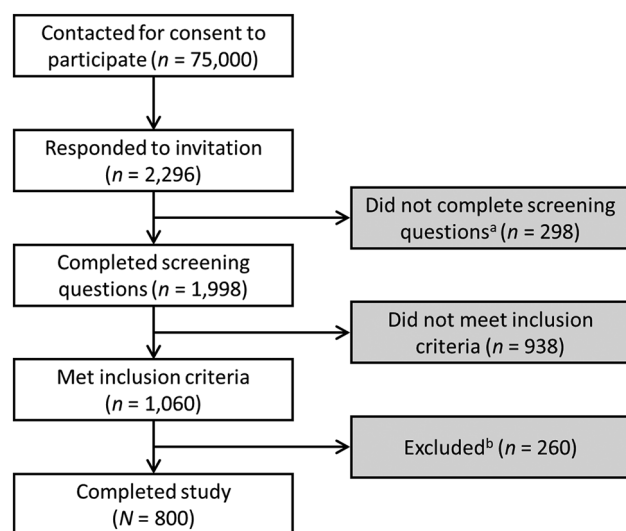 Contacted for consent to
participate (n = 75,000)
Responded to invitation
(n = 2,296)
Did not complete screening
questionsᵃ (n = 298)
Completed screening
questions (n = 1,998)
Did not meet inclusion
criteria (n = 938)
Met inclusion criteria
(n = 1,060)
Excludedᵇ (n = 260)
Completed study
(N = 800)